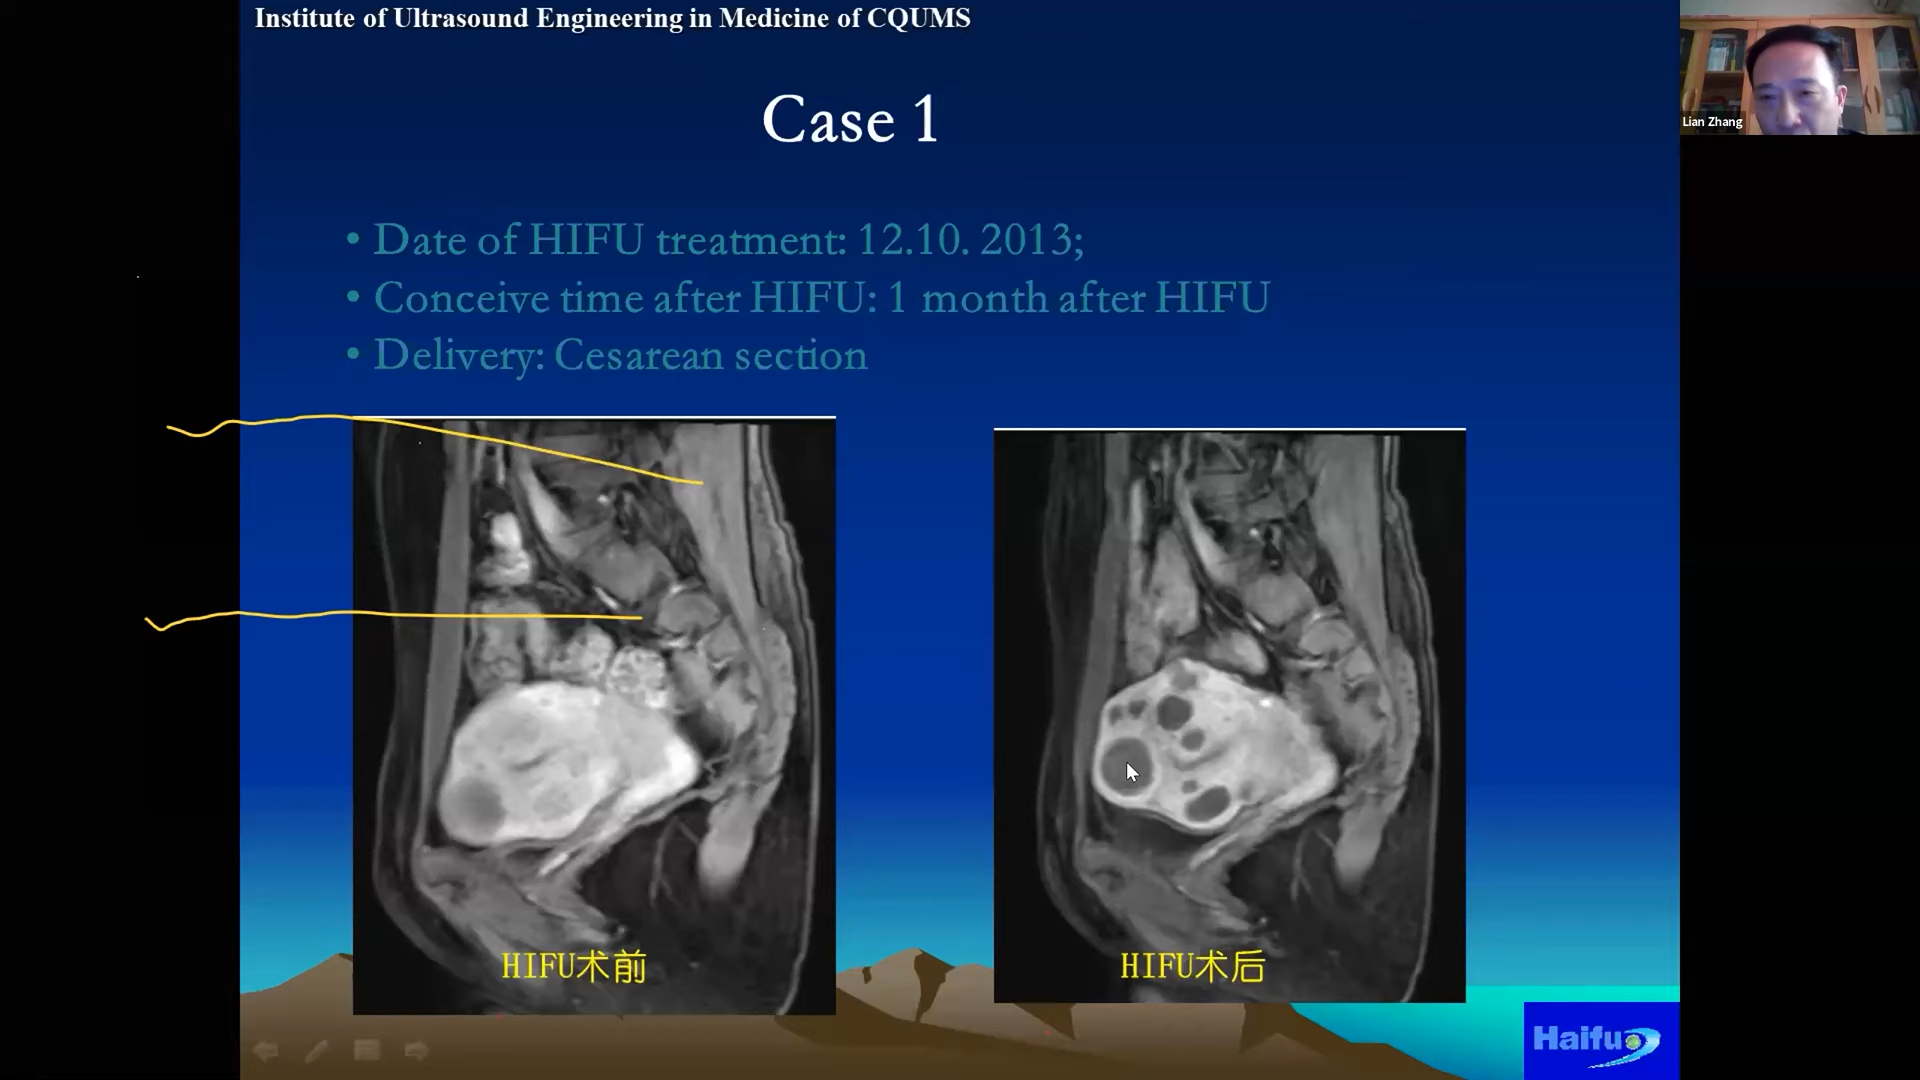 Institute of Ultrasound Engineering in Medicine of CQUMS
Lian Zhang
Case 1
• Date of HIFU treatment: 12.10. 2013;
• Conceive time after HIFU: 1 month after HIFU
• Delivery: Cesarean section
HIFU术前
HIFU术后
Haifu